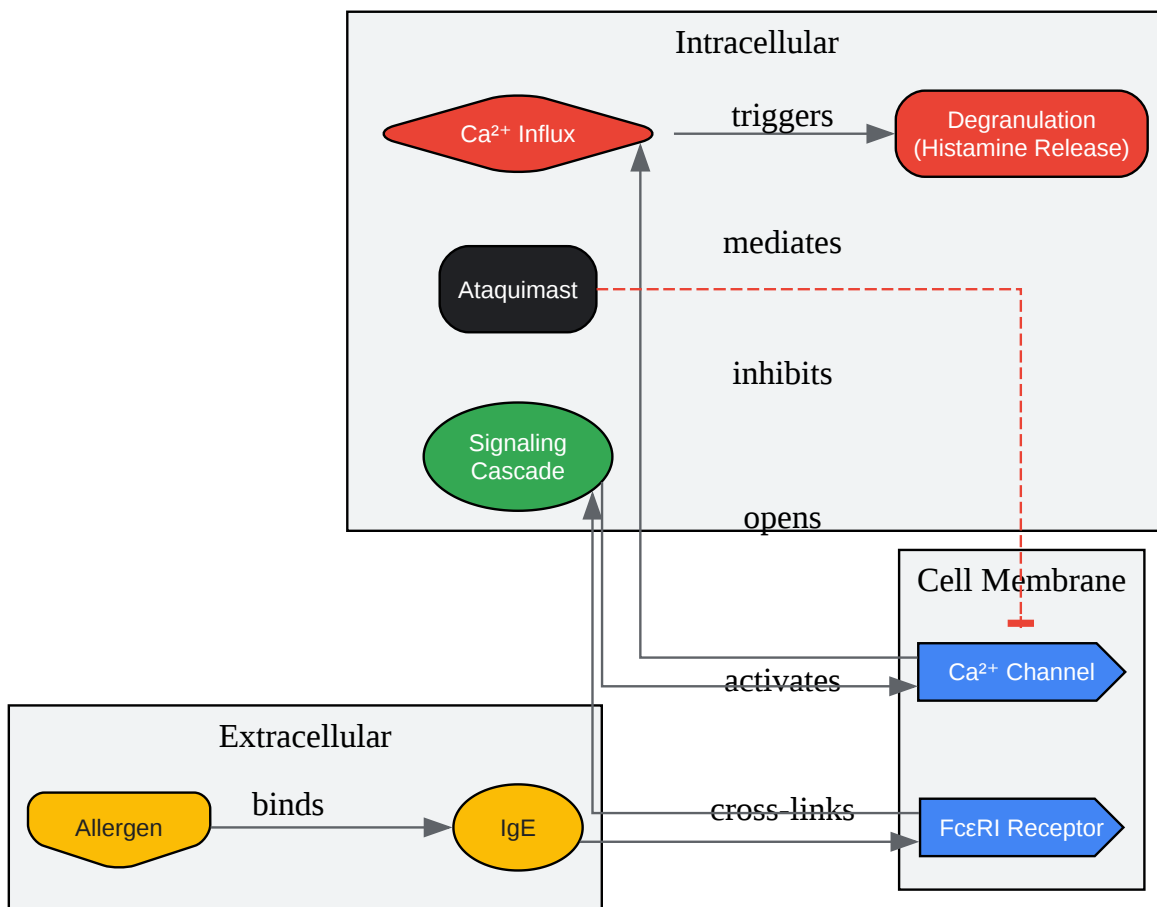 Intracellular
Ca²⁺ Influx
triggers
Degranulation
(Histamine Release)
mediates
Ataquimast
inhibits
Signaling
Cascade
opens
Cell Membrane
Ca²⁺ Channel
activates
Extracellular
Allergen
binds
IgE
cross-links
FcεRI Receptor